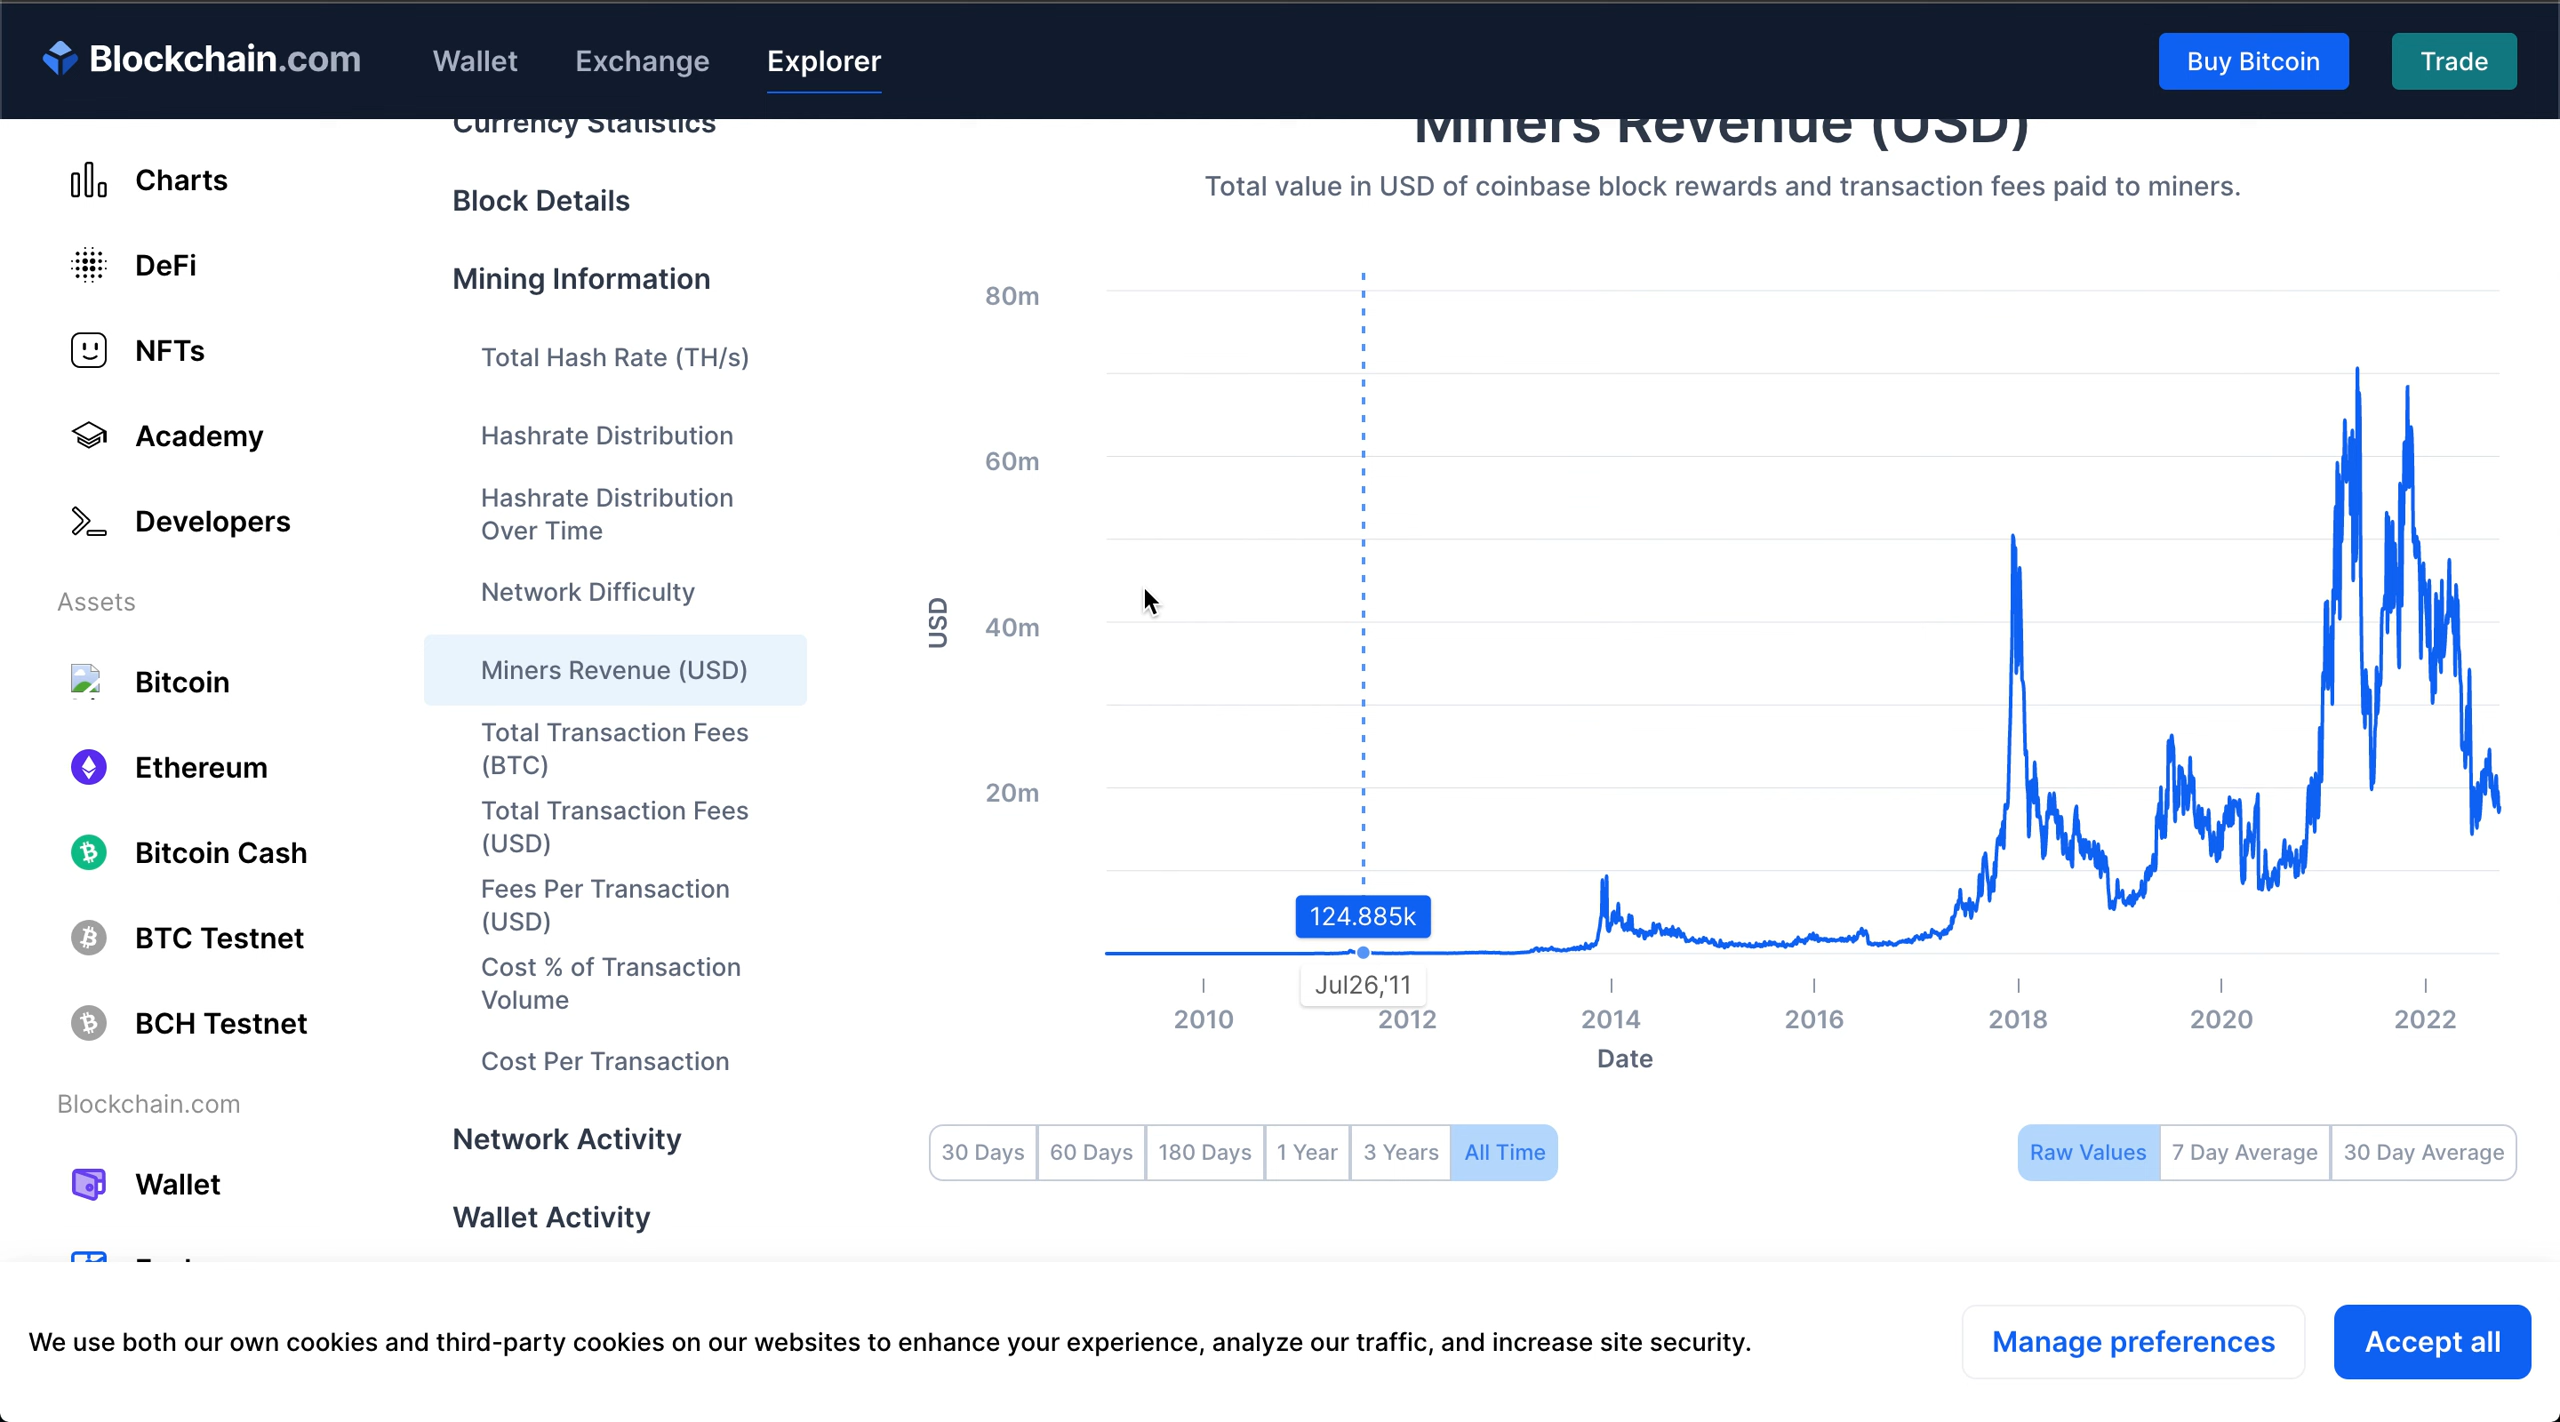 Blockchain.com
Wallet
Exchange
Explorer
Buy Bitcoin
Trade
Charts
DeFi
NFTs
Academy
Developers
Assets
Bitcoin
Ethereum
Bitcoin Cash
BTC Testnet
BCH Testnet
Blockchain.com
Wallet
Currency Statistics
Block Details
Mining Information
Total Hash Rate (TH/s)
Hashrate Distribution
Hashrate Distribution
Over Time
Network Difficulty
Miners Revenue (USD)
Total Transaction Fees
(BTC)
Total Transaction Fees
(USD)
Fees Per Transaction
(USD)
Cost % of Transaction
Volume
Cost Per Transaction
Network Activity
Wallet Activity
Miners Revenue (USD)
Total value in USD of coinbase block rewards and transaction fees paid to miners.
80m
60m
40m
20m
USD
124.885k
Jul26,'11
2010
2012
2014
2016
2018
2020
2022
Date
30 Days
60 Days
180 Days
1 Year
3 Years
All Time
Raw Values
7 Day Average
30 Day Average
We use both our own cookies and third-party cookies on our websites to enhance your experience, analyze our traffic, and increase site security.
Manage preferences
Accept all